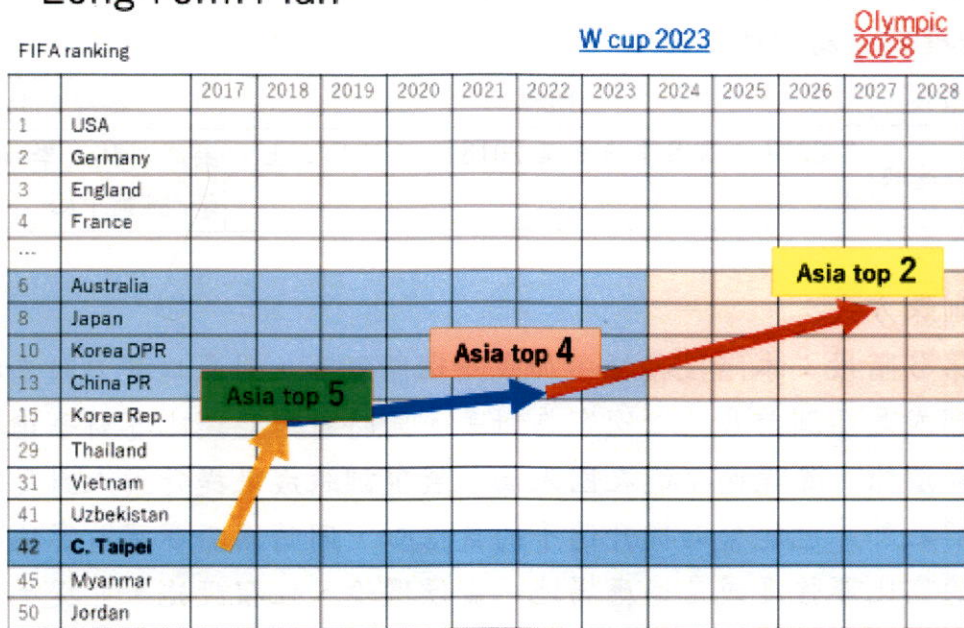 Long Term Plan
FIFA ranking
W cup 2023
Olympic
2028
2017 2018 2019 2020 2021 2022 2023 2024 2025 2026 2027 2028
1 USA
2 Germany
3 England
4 France
...
6 Australia
8 Japan
10 Korea DPR
13 China PR
15 Korea Rep.
29 Thailand
31 Vietnam
41 Uzbekistan
42 C. Taipei
45 Myanmar
50 Jordan
Asia top 5
Asia top 4
Asia top 2